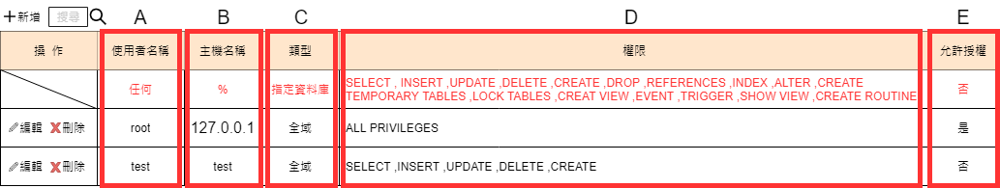 ＋新增 搜尋 A B C D E
操 作 使用者名稱 主機名稱 類型 權限 允許授權
任何 % 指定資料庫 SELECT , INSERT ,UPDATE ,DELETE ,CREATE ,DROP ,REFERENCES ,INDEX ,ALTER ,CREATE 否
TEMPORARY TABLES ,LOCK TABLES ,CREAT VIEW ,EVENT ,TRIGGER ,SHOW VIEW ,CREATE ROUTINE
編輯 刪除 root 127.0.0.1 全域 ALL PRIVILEGES 是
編輯 刪除 test test 全域 SELECT ,INSERT ,UPDATE ,DELETE ,CREATE 否